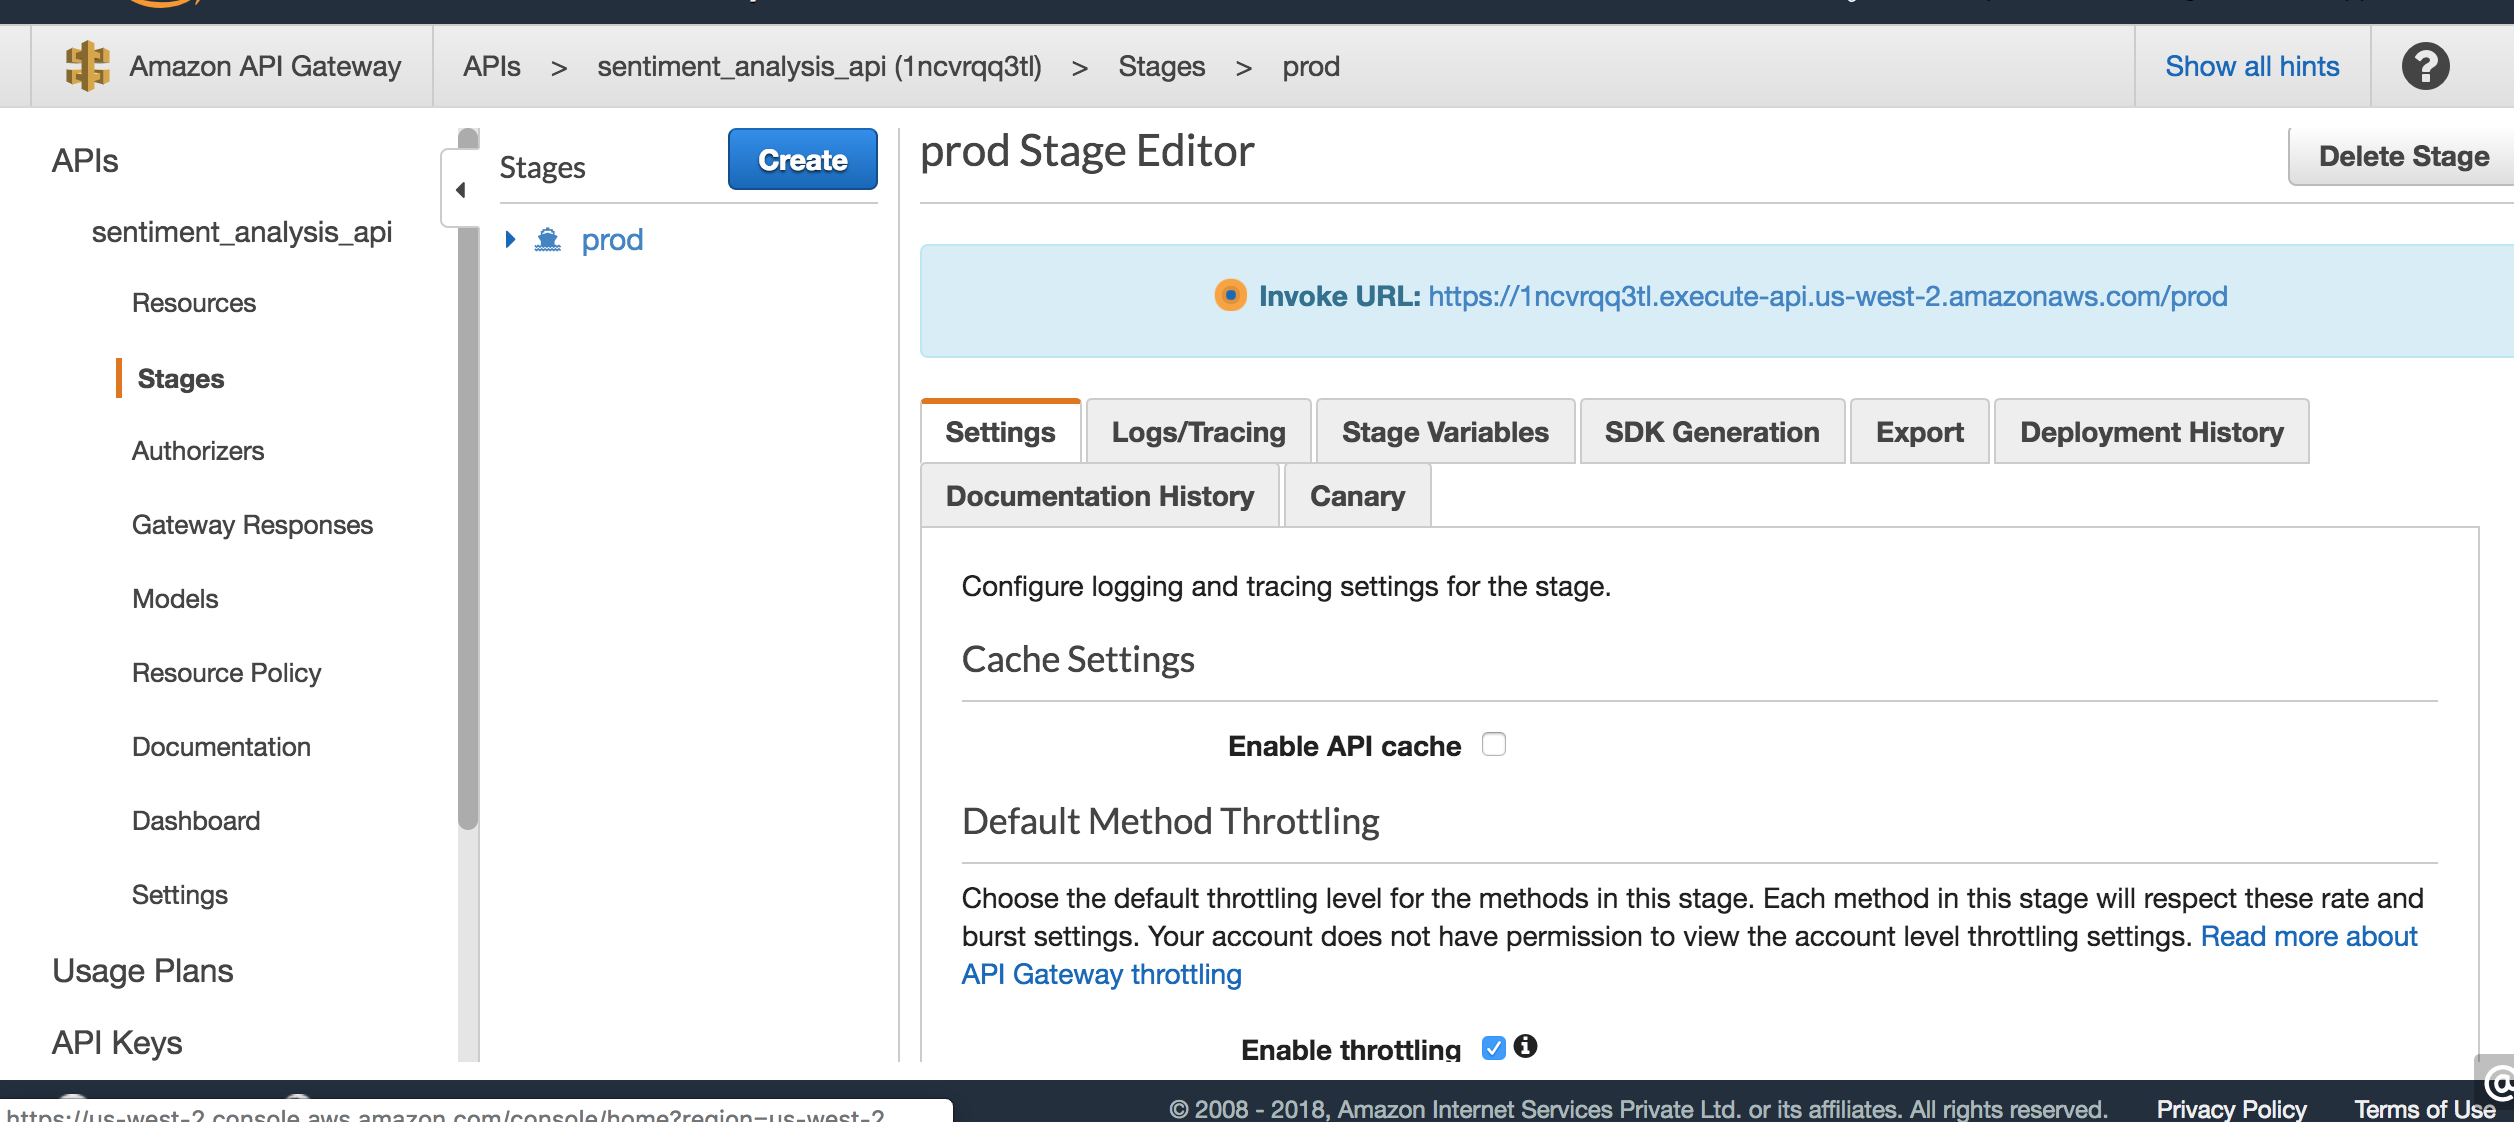 Amazon API Gateway
APIs > sentiment_analysis_api (1ncvrqq3tl) > Stages > prod
Show all hints
APIs
sentiment_analysis_api
Resources
Stages
Authorizers
Gateway Responses
Models
Resource Policy
Documentation
Dashboard
Settings
Usage Plans
API Keys
Stages
Create
prod
prod Stage Editor
Delete Stage
Invoke URL: https://1ncvrqq3tl.execute-api.us-west-2.amazonaws.com/prod
Settings
Logs/Tracing
Stage Variables
SDK Generation
Export
Deployment History
Documentation History
Canary
Configure logging and tracing settings for the stage.
Cache Settings
Enable API cache
Default Method Throttling
Choose the default throttling level for the methods in this stage. Each method in this stage will respect these rate and
burst settings. Your account does not have permission to view the account level throttling settings. Read more about
API Gateway throttling
Enable throttling
https://us-west-2.console.aws.amazon.com/console/home?region=us-west-2
© 2008 - 2018, Amazon Internet Services Private Ltd. or its affiliates. All rights reserved.
Privacy Policy
Terms of Use